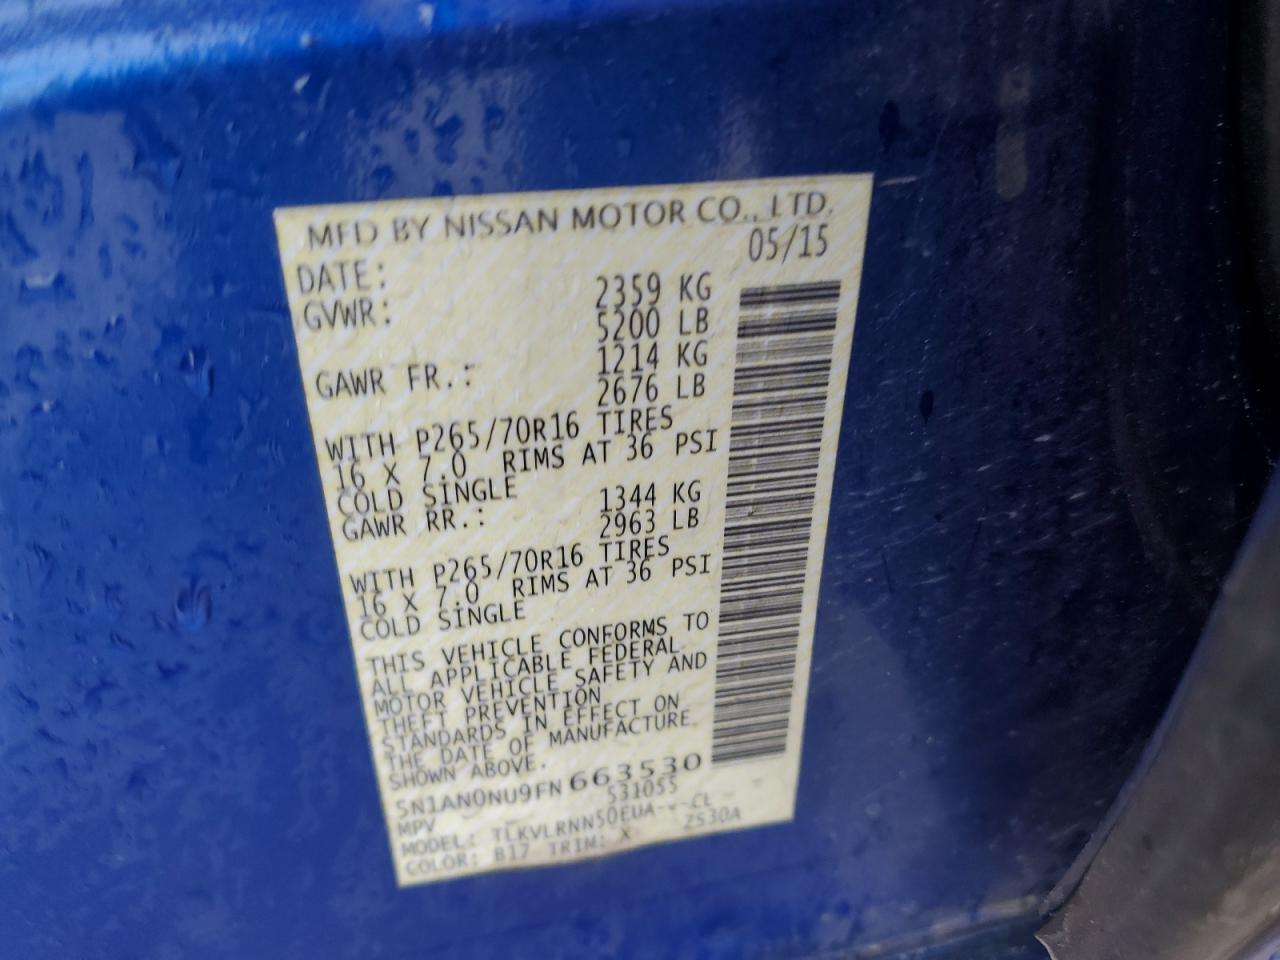 MFD BY NISSAN MOTOR CO., LTD.
DATE: 05/15
GVWR: 2359 KG
5200 LB
GAWR FR.: 1214 KG
2676 LB
WITH P265/70R16 TIRES
16 X 7.0 RIMS AT 36 PSI
COLD SINGLE
GAWR RR.: 1344 KG
2963 LB
WITH P265/70R16 TIRES
16 X 7.0 RIMS AT 36 PSI
COLD SINGLE
THIS VEHICLE CONFORMS TO
ALL APPLICABLE FEDERAL
MOTOR VEHICLE SAFETY AND
THEFT PREVENTION
STANDARDS IN EFFECT ON
THE DATE OF MANUFACTURE
SHOWN ABOVE.
5N1AN0NU9FN663530
MPV 531055
MODEL: TLKVLRNN50EUA---CL
COLOR: B17 TRIM: X ZS30A